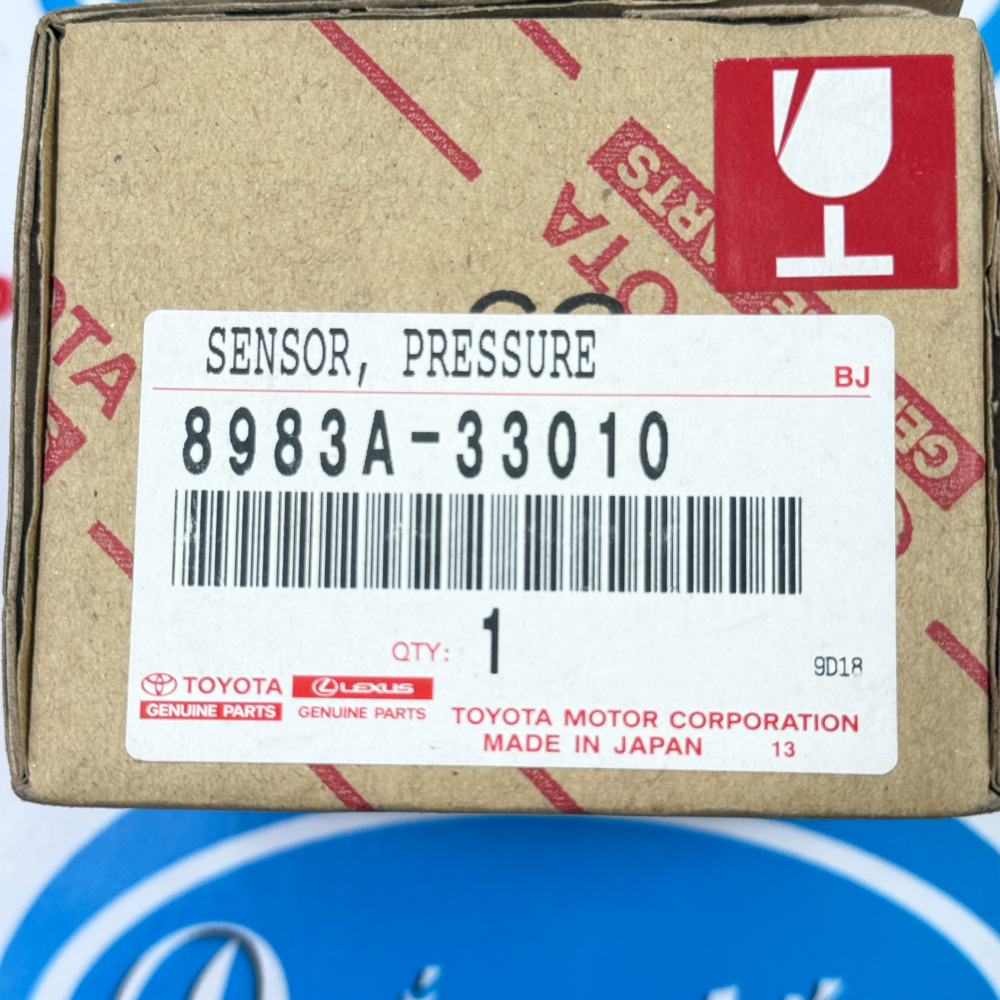 SENSOR, PRESSURE
BJ
8983A-33010
QTY: 1
9D18
TOYOTA
GENUINE PARTS
LEXUS
GENUINE PARTS
TOYOTA MOTOR CORPORATION
MADE IN JAPAN 13